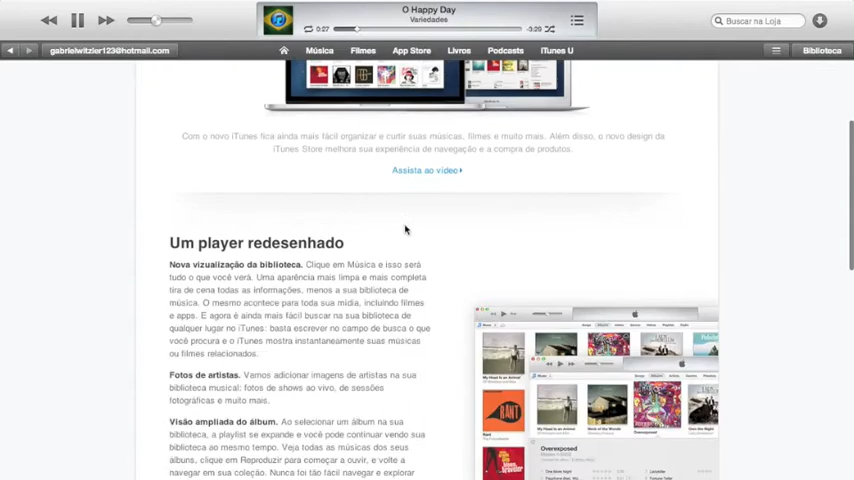 O Happy Day
Variedades
0:27
-3:29
Buscar na Loja
gabrielwitzler123@hotmail.com
Música Filmes App Store Livros Podcasts iTunes U
Biblioteca
Com o novo iTunes fica ainda mais fácil organizar e curtir suas músicas, filmes e muito mais. Além disso, o novo design da
iTunes Store melhora sua experiência de navegação e a compra de produtos.
Assista ao vídeo
Um player redesenhado
Nova vizualização da biblioteca. Clique em Música e isso será
tudo o que você verá. Uma aparência mais limpa e mais completa
tira de cena todas as informações, menos a sua biblioteca de
música. O mesmo acontece para toda sua mídia, incluindo filmes
e apps. E agora é ainda mais fácil buscar na sua biblioteca de
qualquer lugar no iTunes: basta escrever no campo de busca o que
você procura e o iTunes mostra instantaneamente suas músicas
ou filmes relacionados.
Fotos de artistas. Vamos adicionar imagens de artistas na sua
biblioteca musical: fotos de shows ao vivo, de sessões
fotográficas e muito mais.
Visão ampliada do álbum. Ao selecionar um álbum na sua
biblioteca, a playlist se expande e você pode continuar vendo sua
biblioteca ao mesmo tempo. Veja todas as músicas dos seus
álbuns, clique em Reproduzir para começar a ouvir, e volte a
navegar em sua coleção. Nunca foi tão fácil navegar e explorar
My Head Is an Animal
RANT
Overexposed